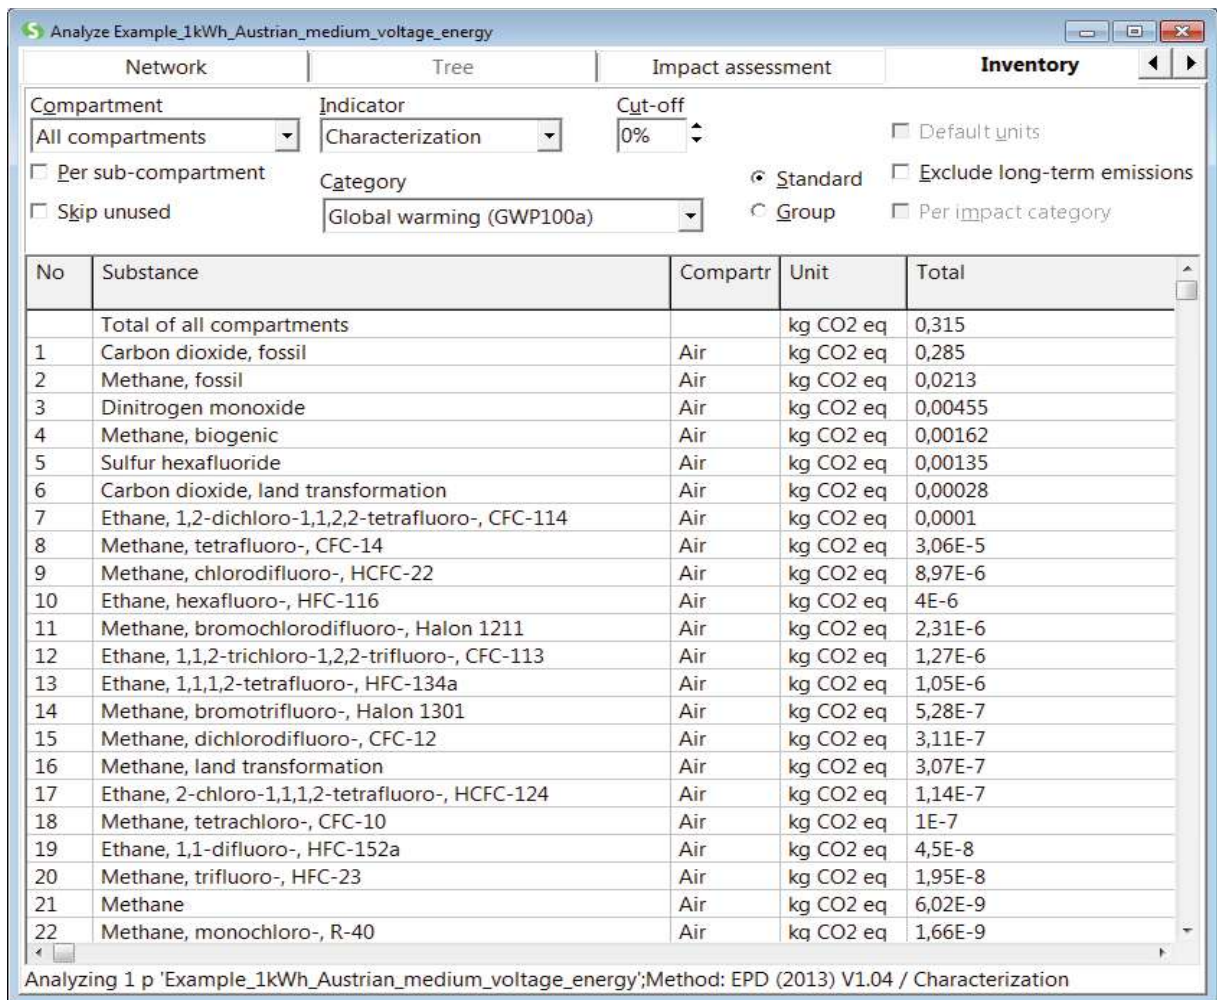 Analyze Example_1kWh_Austrian_medium_voltage_energy
Network Tree Impact assessment Inventory
Compartment Indicator Cut-off
All compartments Characterization 0% Default units
Per sub-compartment Category Standard Exclude long-term emissions
Skip unused Global warming (GWP100a) Group Per impact category
No Substance Compartr Unit Total
Total of all compartments kg CO2 eq 0,315
1 Carbon dioxide, fossil Air kg CO2 eq 0,285
2 Methane, fossil Air kg CO2 eq 0,0213
3 Dinitrogen monoxide Air kg CO2 eq 0,00455
4 Methane, biogenic Air kg CO2 eq 0,00162
5 Sulfur hexafluoride Air kg CO2 eq 0,00135
6 Carbon dioxide, land transformation Air kg CO2 eq 0,00028
7 Ethane, 1,2-dichloro-1,1,2,2-tetrafluoro-, CFC-114 Air kg CO2 eq 0,0001
8 Methane, tetrafluoro-, CFC-14 Air kg CO2 eq 3,06E-5
9 Methane, chlorodifluoro-, HCFC-22 Air kg CO2 eq 8,97E-6
10 Ethane, hexafluoro-, HFC-116 Air kg CO2 eq 4E-6
11 Methane, bromochlorodifluoro-, Halon 1211 Air kg CO2 eq 2,31E-6
12 Ethane, 1,1,2-trichloro-1,2,2-trifluoro-, CFC-113 Air kg CO2 eq 1,27E-6
13 Ethane, 1,1,1,2-tetrafluoro-, HFC-134a Air kg CO2 eq 1,05E-6
14 Methane, bromotrifluoro-, Halon 1301 Air kg CO2 eq 5,28E-7
15 Methane, dichlorodifluoro-, CFC-12 Air kg CO2 eq 3,11E-7
16 Methane, land transformation Air kg CO2 eq 3,07E-7
17 Ethane, 2-chloro-1,1,1,2-tetrafluoro-, HCFC-124 Air kg CO2 eq 1,14E-7
18 Methane, tetrachloro-, CFC-10 Air kg CO2 eq 1E-7
19 Ethane, 1,1-difluoro-, HFC-152a Air kg CO2 eq 4,5E-8
20 Methane, trifluoro-, HFC-23 Air kg CO2 eq 1,95E-8
21 Methane Air kg CO2 eq 6,02E-9
22 Methane, monochloro-, R-40 Air kg CO2 eq 1,66E-9
Analyzing 1 p 'Example_1kWh_Austrian_medium_voltage_energy';Method: EPD (2013) V1.04 / Characterization